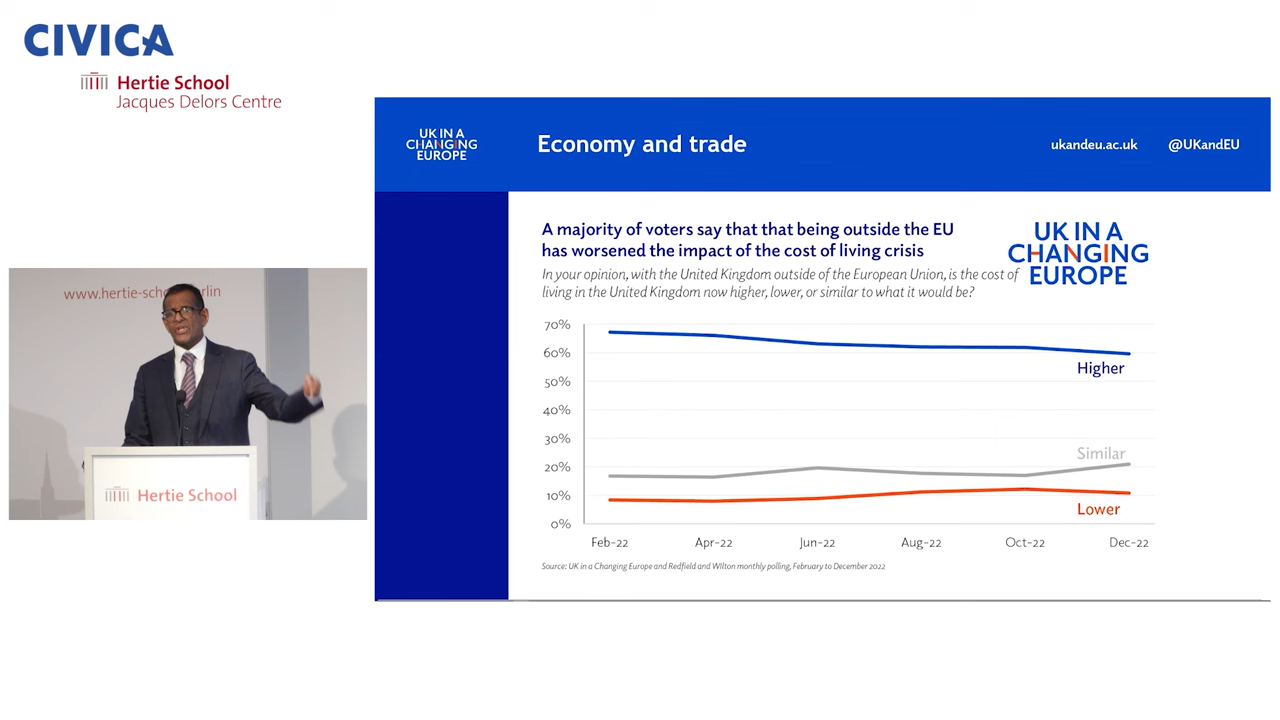 CIVICA
Hertie School
Jacques Delors Centre
UK IN A
CHANGING
EUROPE
Economy and trade
ukandeu.ac.uk
@UKandEU
A majority of voters say that that being outside the EU
has worsened the impact of the cost of living crisis
In your opinion, with the United Kingdom outside of the European Union, is the cost of
living in the United Kingdom now higher, lower, or similar to what it would be?
UK IN A
CHANGING
EUROPE
70%
60%
50%
40%
30%
20%
10%
0%
Higher
Similar
Lower
Feb-22
Apr-22
Jun-22
Aug-22
Oct-22
Dec-22
Source: UK in a Changing Europe and Redfield and Wilton monthly polling, February to December 2022
Hertie School